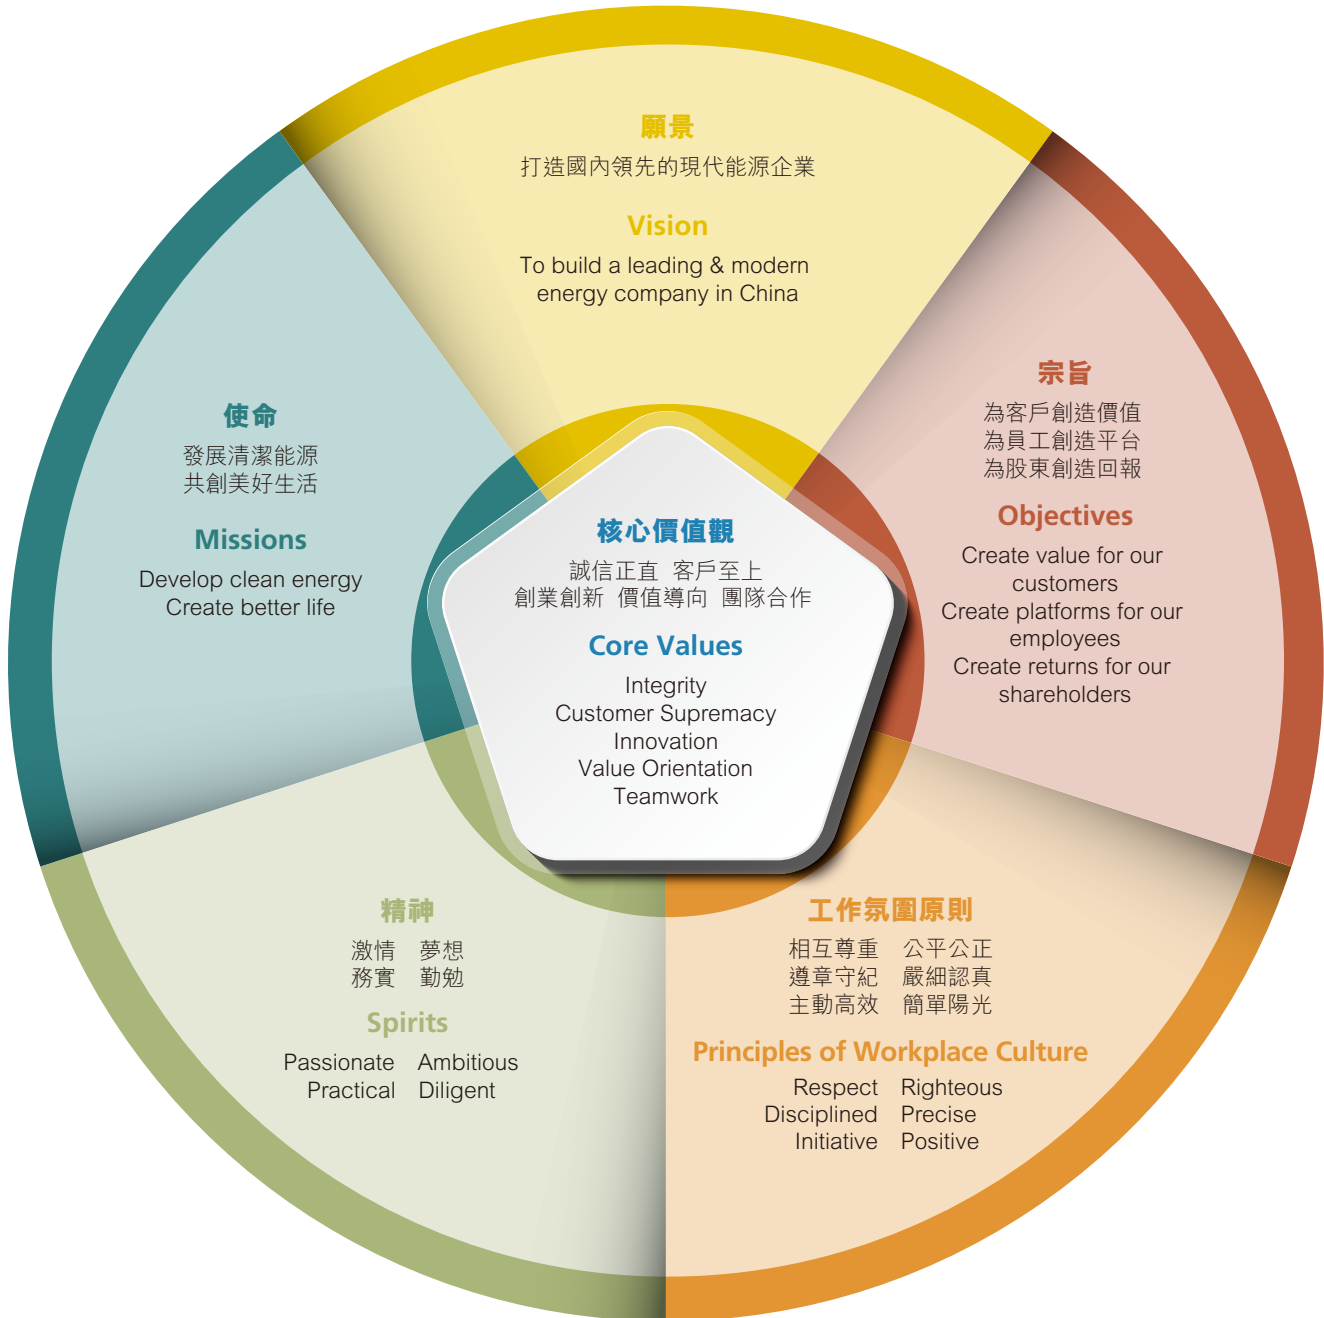 願景
打造國內領先的現代能源企業
Vision
To build a leading & modern
energy company in China
宗旨
為客戶創造價值
為員工創造平台
為股東創造回報
Objectives
Create value for our
customers
Create platforms for our
employees
Create returns for our
shareholders
使命
發展清潔能源
共創美好生活
Missions
Develop clean energy
Create better life
核心價值觀
誠信正直 客戶至上
創業創新 價值導向 團隊合作
Core Values
Integrity
Customer Supremacy
Innovation
Value Orientation
Teamwork
精神
激情 夢想
務實 勤勉
Spirits
Passionate Ambitious
Practical Diligent
工作氛圍原則
相互尊重 公平公正
遵章守紀 嚴細認真
主動高效 簡單陽光
Principles of Workplace Culture
Respect Righteous
Disciplined Precise
Initiative Positive